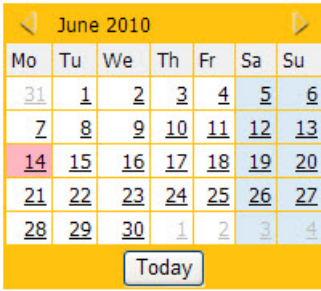 June 2010
Mo Tu We Th Fr Sa Su
31 1 2 3 4 5 6
7 8 9 10 11 12 13
14 15 16 17 18 19 20
21 22 23 24 25 26 27
28 29 30 1 2 3 4
Today